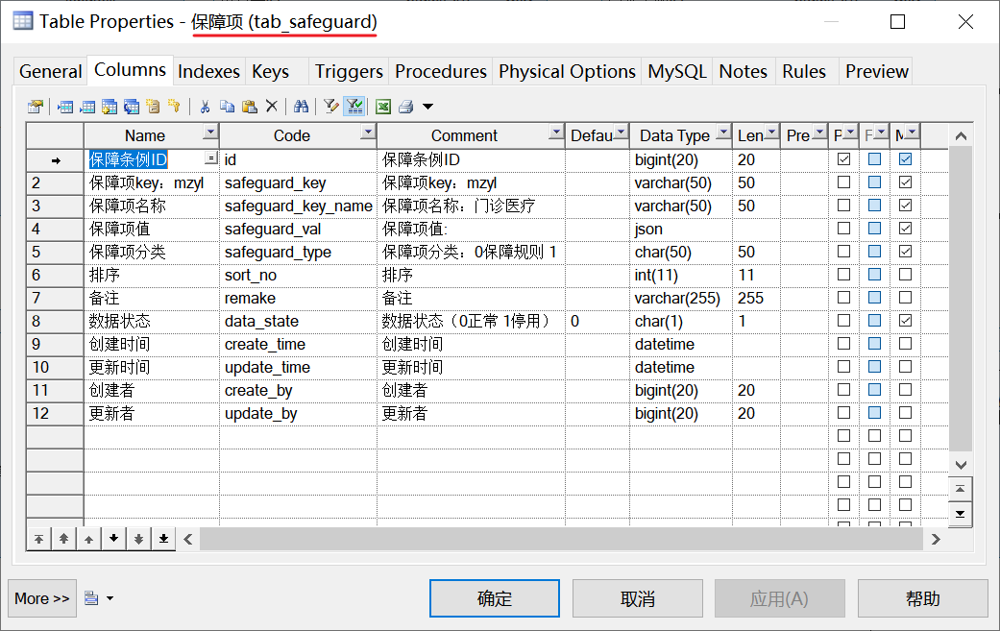 Table Properties - 保障项 (tab_safeguard)
General Columns Indexes Keys Triggers Procedures Physical Options MySQL Notes Rules Preview
Name Code Comment Defau Data Type Len Pre P F M
保障条例ID = id 保障条例ID bigint(20) 20
2 保障项key：mzyl safeguard_key 保障项key：mzyl varchar(50) 50
3 保障项名称 safeguard_key_name 保障项名称：门诊医疗 varchar(50) 50
4 保障项值 safeguard_val 保障项值: json
5 保障项分类 safeguard_type 保障项分类：0保障规则 1 char(50) 50
6 排序 sort_no 排序 int(11) 11
7 备注 remake 备注 varchar(255) 255
8 数据状态 data_state 数据状态（0正常 1停用） 0 char(1) 1
9 创建时间 create_time 创建时间 datetime
10 更新时间 update_time 更新时间 datetime
11 创建者 create_by 创建者 bigint(20) 20
12 更新者 update_by 更新者 bigint(20) 20
More >> 确定 取消 应用(A) 帮助